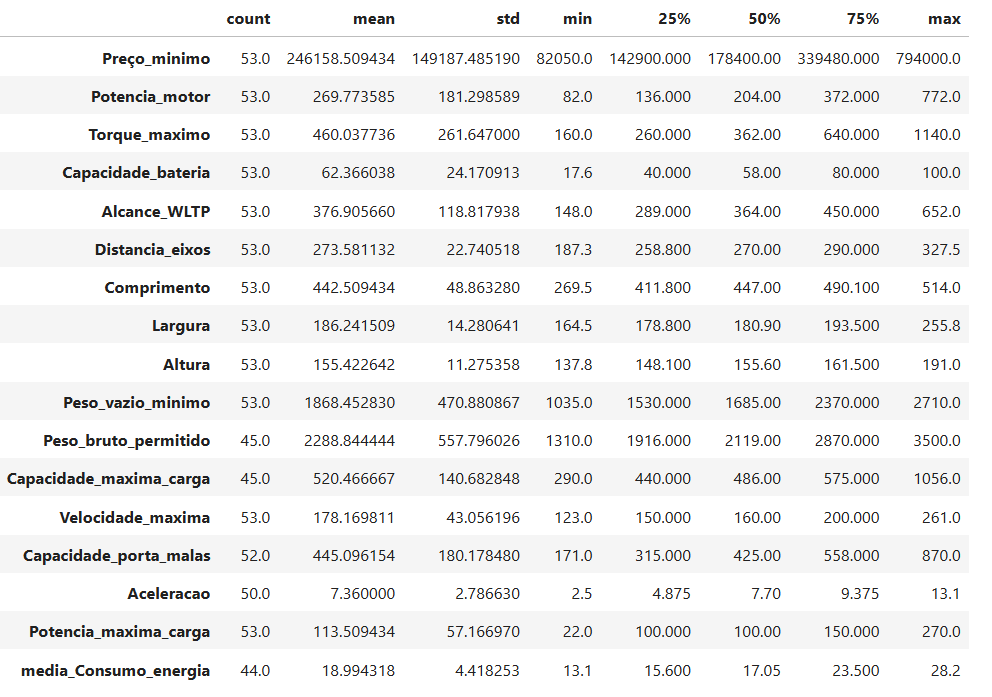 count mean std min 25% 50% 75% max
Preço_minimo 53.0 246158.509434 149187.485190 82050.0 142900.000 178400.00 339480.000 794000.0
Potencia_motor 53.0 269.773585 181.298589 82.0 136.000 204.00 372.000 772.0
Torque_maximo 53.0 460.037736 261.647000 160.0 260.000 362.00 640.000 1140.0
Capacidade_bateria 53.0 62.366038 24.170913 17.6 40.000 58.00 80.000 100.0
Alcance_WLTP 53.0 376.905660 118.817938 148.0 289.000 364.00 450.000 652.0
Distancia_eixos 53.0 273.581132 22.740518 187.3 258.800 270.00 290.000 327.5
Comprimento 53.0 442.509434 48.863280 269.5 411.800 447.00 490.100 514.0
Largura 53.0 186.241509 14.280641 164.5 178.800 180.90 193.500 255.8
Altura 53.0 155.422642 11.275358 137.8 148.100 155.60 161.500 191.0
Peso_vazio_minimo 53.0 1868.452830 470.880867 1035.0 1530.000 1685.00 2370.000 2710.0
Peso_bruto_permitido 45.0 2288.844444 557.796026 1310.0 1916.000 2119.00 2870.000 3500.0
Capacidade_maxima_carga 45.0 520.466667 140.682848 290.0 440.000 486.00 575.000 1056.0
Velocidade_maxima 53.0 178.169811 43.056196 123.0 150.000 160.00 200.000 261.0
Capacidade_porta_malas 52.0 445.096154 180.178480 171.0 315.000 425.00 558.000 870.0
Aceleracao 50.0 7.360000 2.786630 2.5 4.875 7.70 9.375 13.1
Potencia_maxima_carga 53.0 113.509434 57.166970 22.0 100.000 100.00 150.000 270.0
media_Consumo_energia 44.0 18.994318 4.418253 13.1 15.600 17.05 23.500 28.2